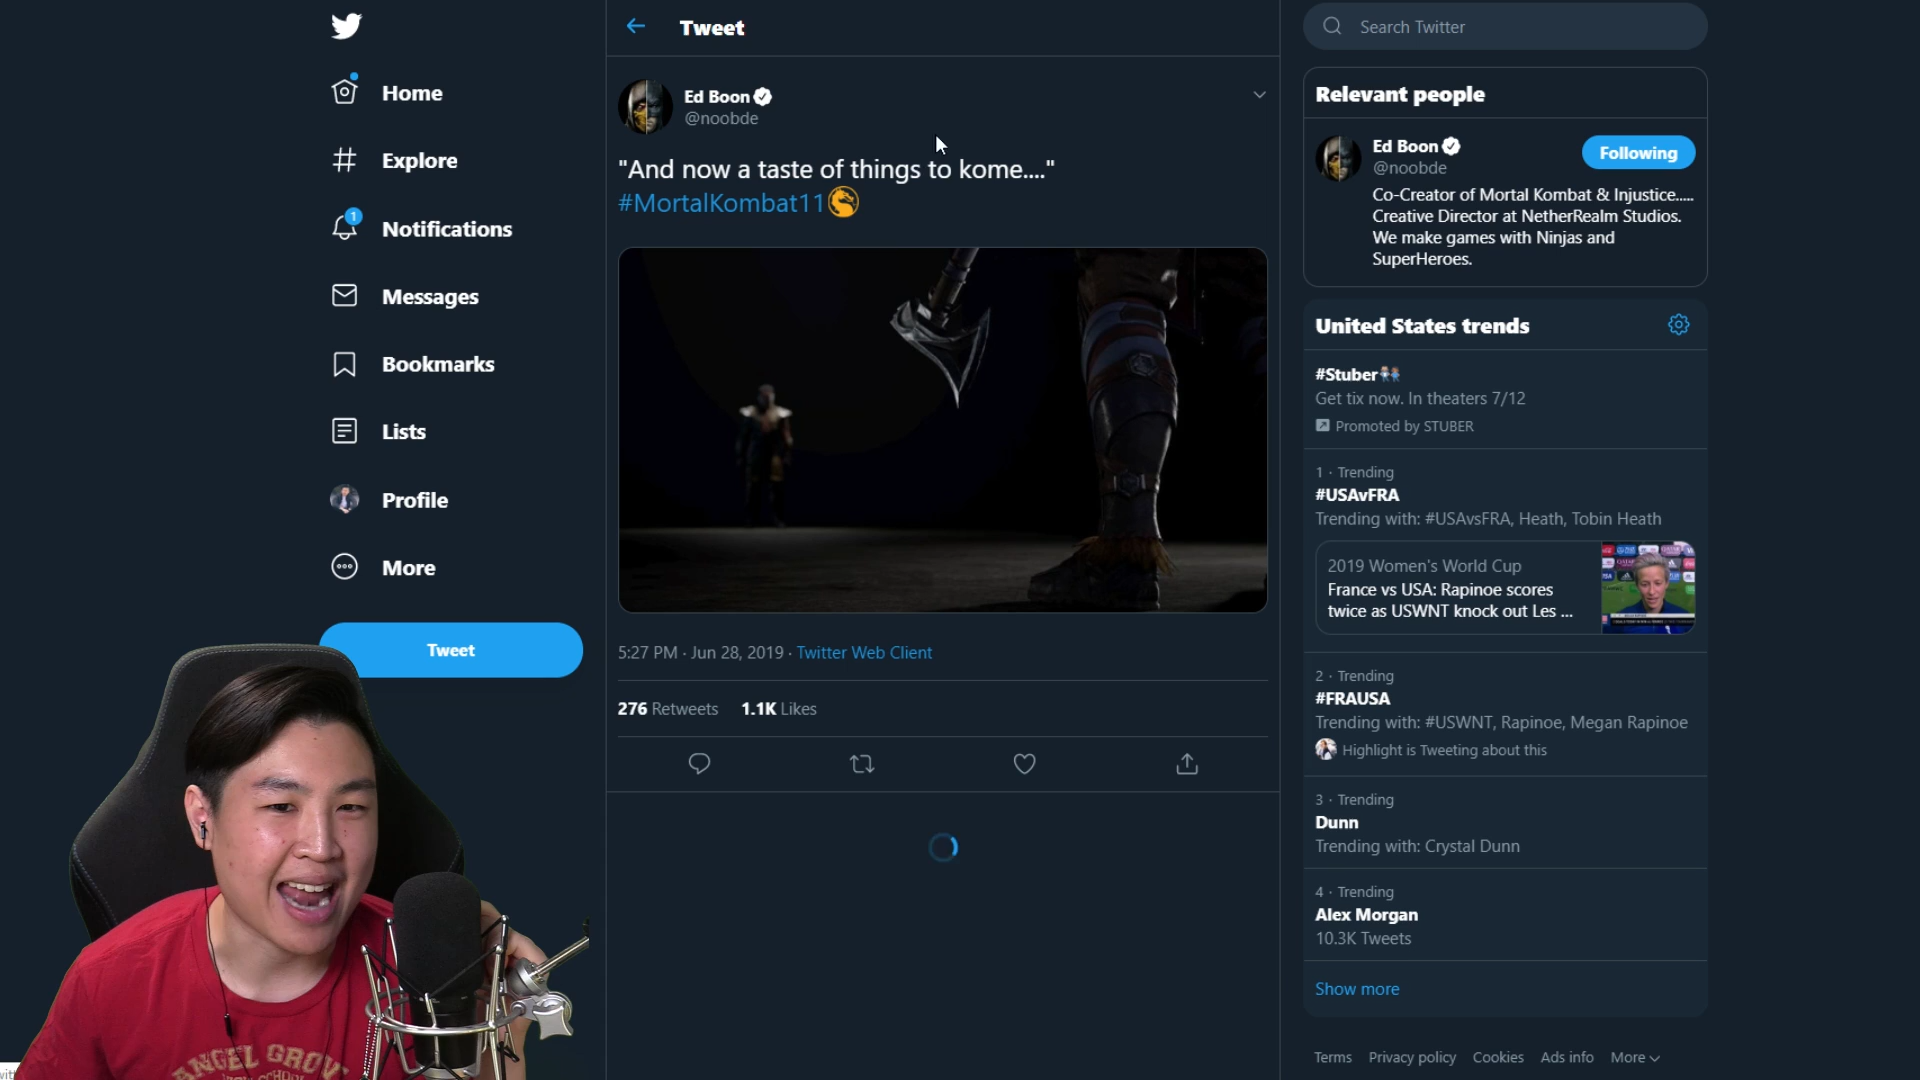 Home
Explore
1
Notifications
Messages
Bookmarks
Lists
Profile
More
Tweet
Tweet
Ed Boon
@noobde
"And now a taste of things to kome...."
#MortalKombat11
5:27 PM · Jun 28, 2019 · Twitter Web Client
276 Retweets 1.1K Likes
Search Twitter
Relevant people
Ed Boon
@noobde
Following
Co-Creator of Mortal Kombat & Injustice.....
Creative Director at NetherRealm Studios.
We make games with Ninjas and
SuperHeroes.
United States trends
#Stuber
Get tix now. In theaters 7/12
Promoted by STUBER
1 · Trending
#USAvFRA
Trending with: #USAvsFRA, Heath, Tobin Heath
2019 Women's World Cup
France vs USA: Rapinoe scores
twice as USWNT knock out Les ...
2 · Trending
#FRAUSA
Trending with: #USWNT, Rapinoe, Megan Rapinoe
Highlight is Tweeting about this
3 · Trending
Dunn
Trending with: Crystal Dunn
4 · Trending
Alex Morgan
10.3K Tweets
Show more
Terms Privacy policy Cookies Ads info More
ANGEL GROVE